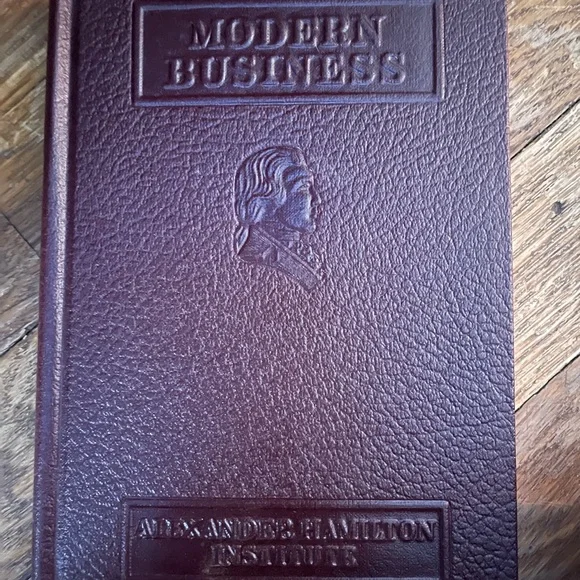 MODERN
BUSINESS
ALEXANDER HAMILTON
INSTITUTE